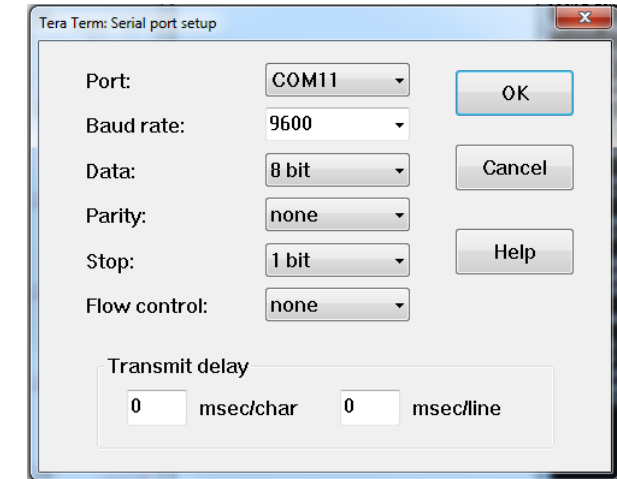 Tera Term: Serial port setup
Port: COM11 OK
Baud rate: 9600
Data: 8 bit Cancel
Parity: none
Stop: 1 bit Help
Flow control: none
Transmit delay
0 msec/char 0 msec/line